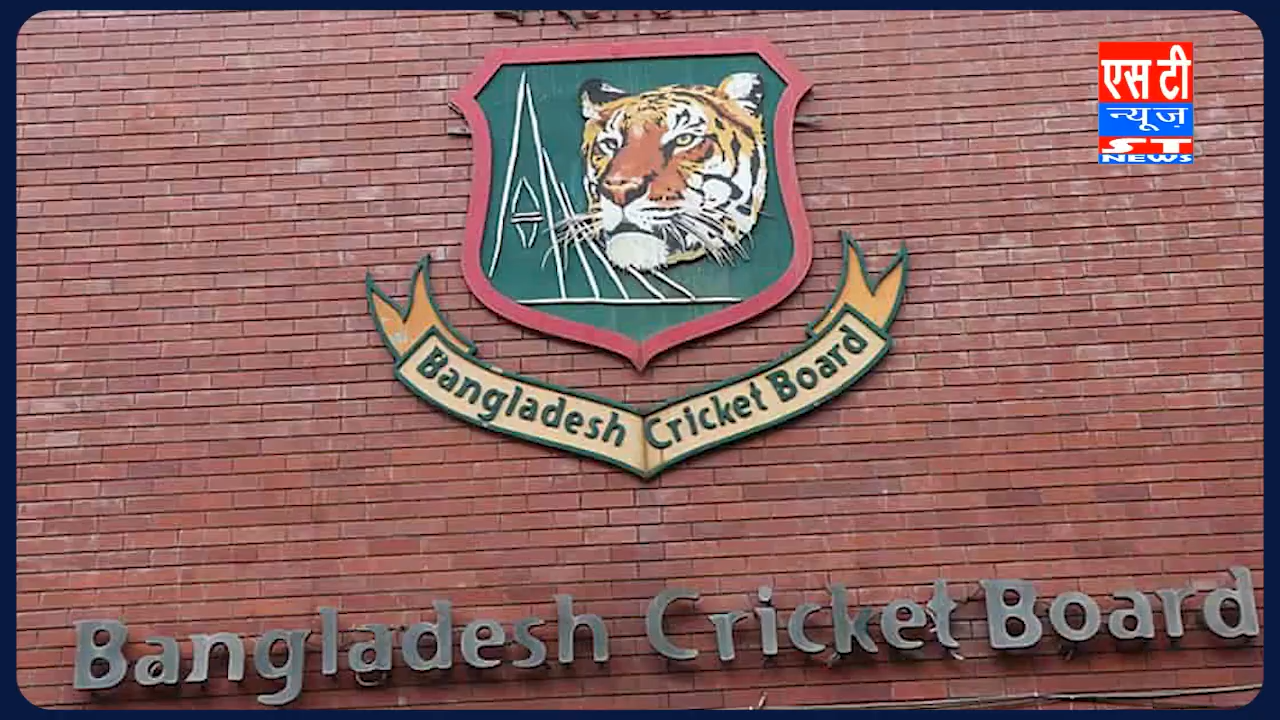 एस टी
न्यूज़
ST
NEWS
Bangladesh Cricket Board
Bangladesh Cricket Board